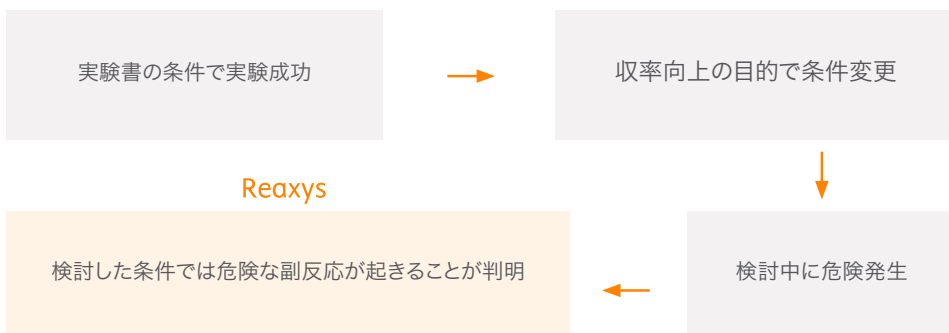 実験書の条件で実験成功
収率向上の目的で条件変更
Reaxys
検討した条件では危険な副反応が起きることが判明
検討中に危険発生